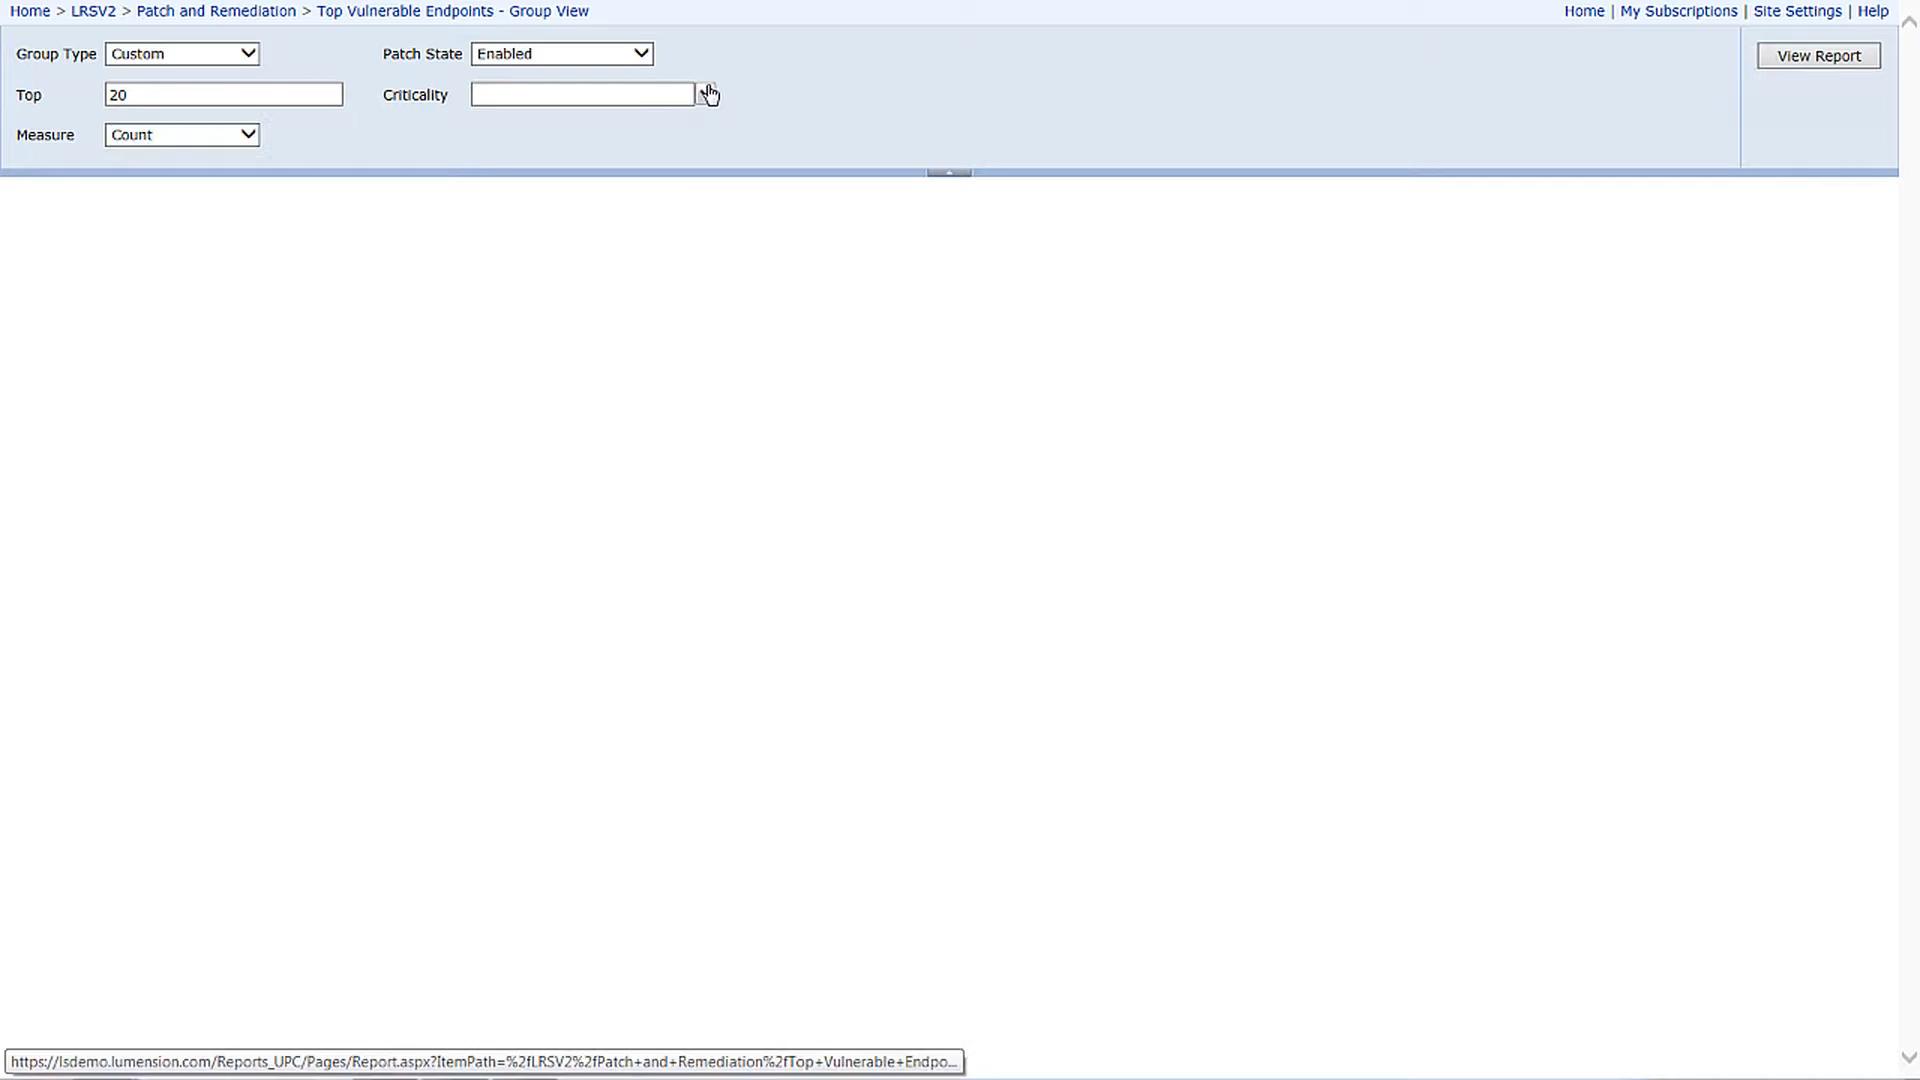 Home > LRSV2 > Patch and Remediation > Top Vulnerable Endpoints - Group View
Home | My Subscriptions | Site Settings | Help
Group Type Custom Patch State Enabled View Report
Top 20 Criticality
Measure Count
https://lsdemo.lumension.com/Reports_UPC/Pages/Report.aspx?ItemPath=%2fLRSV2%2fPatch+and+Remediation%2fTop+Vulnerable+Endpo...